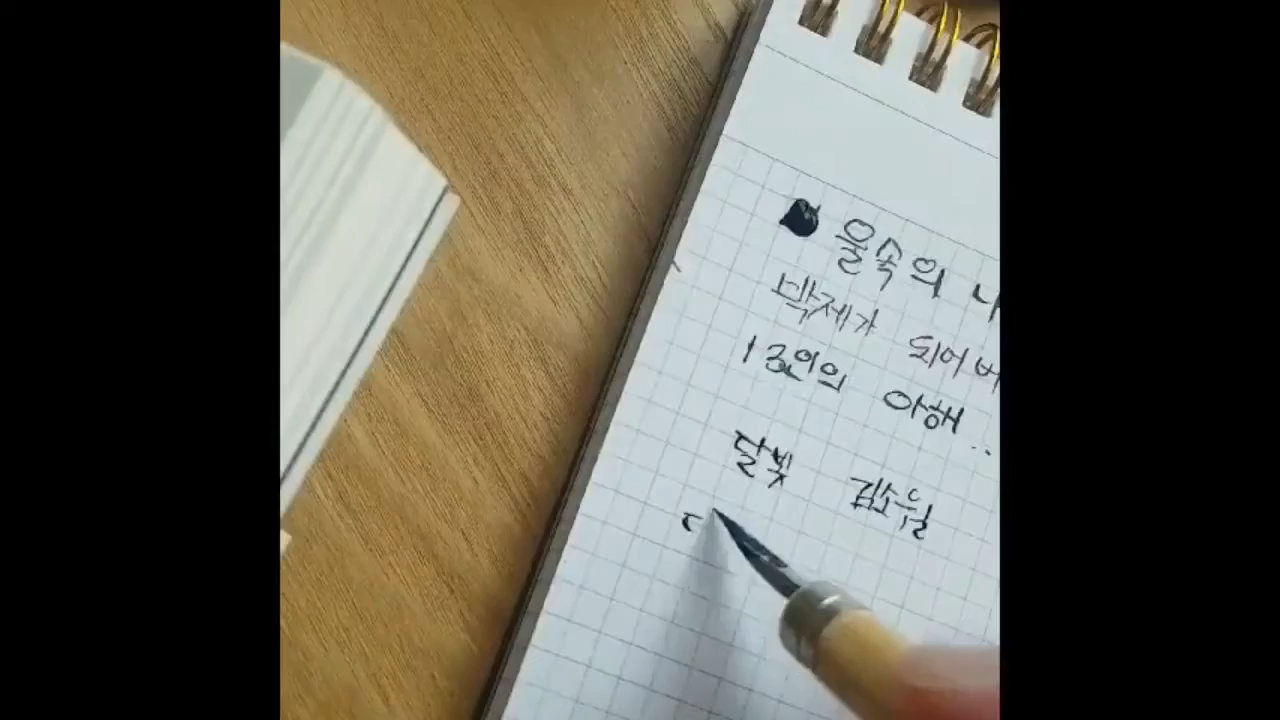 울속의 나
박제가 되어버
13인의 아해..
달빛 김소월
ㄷ